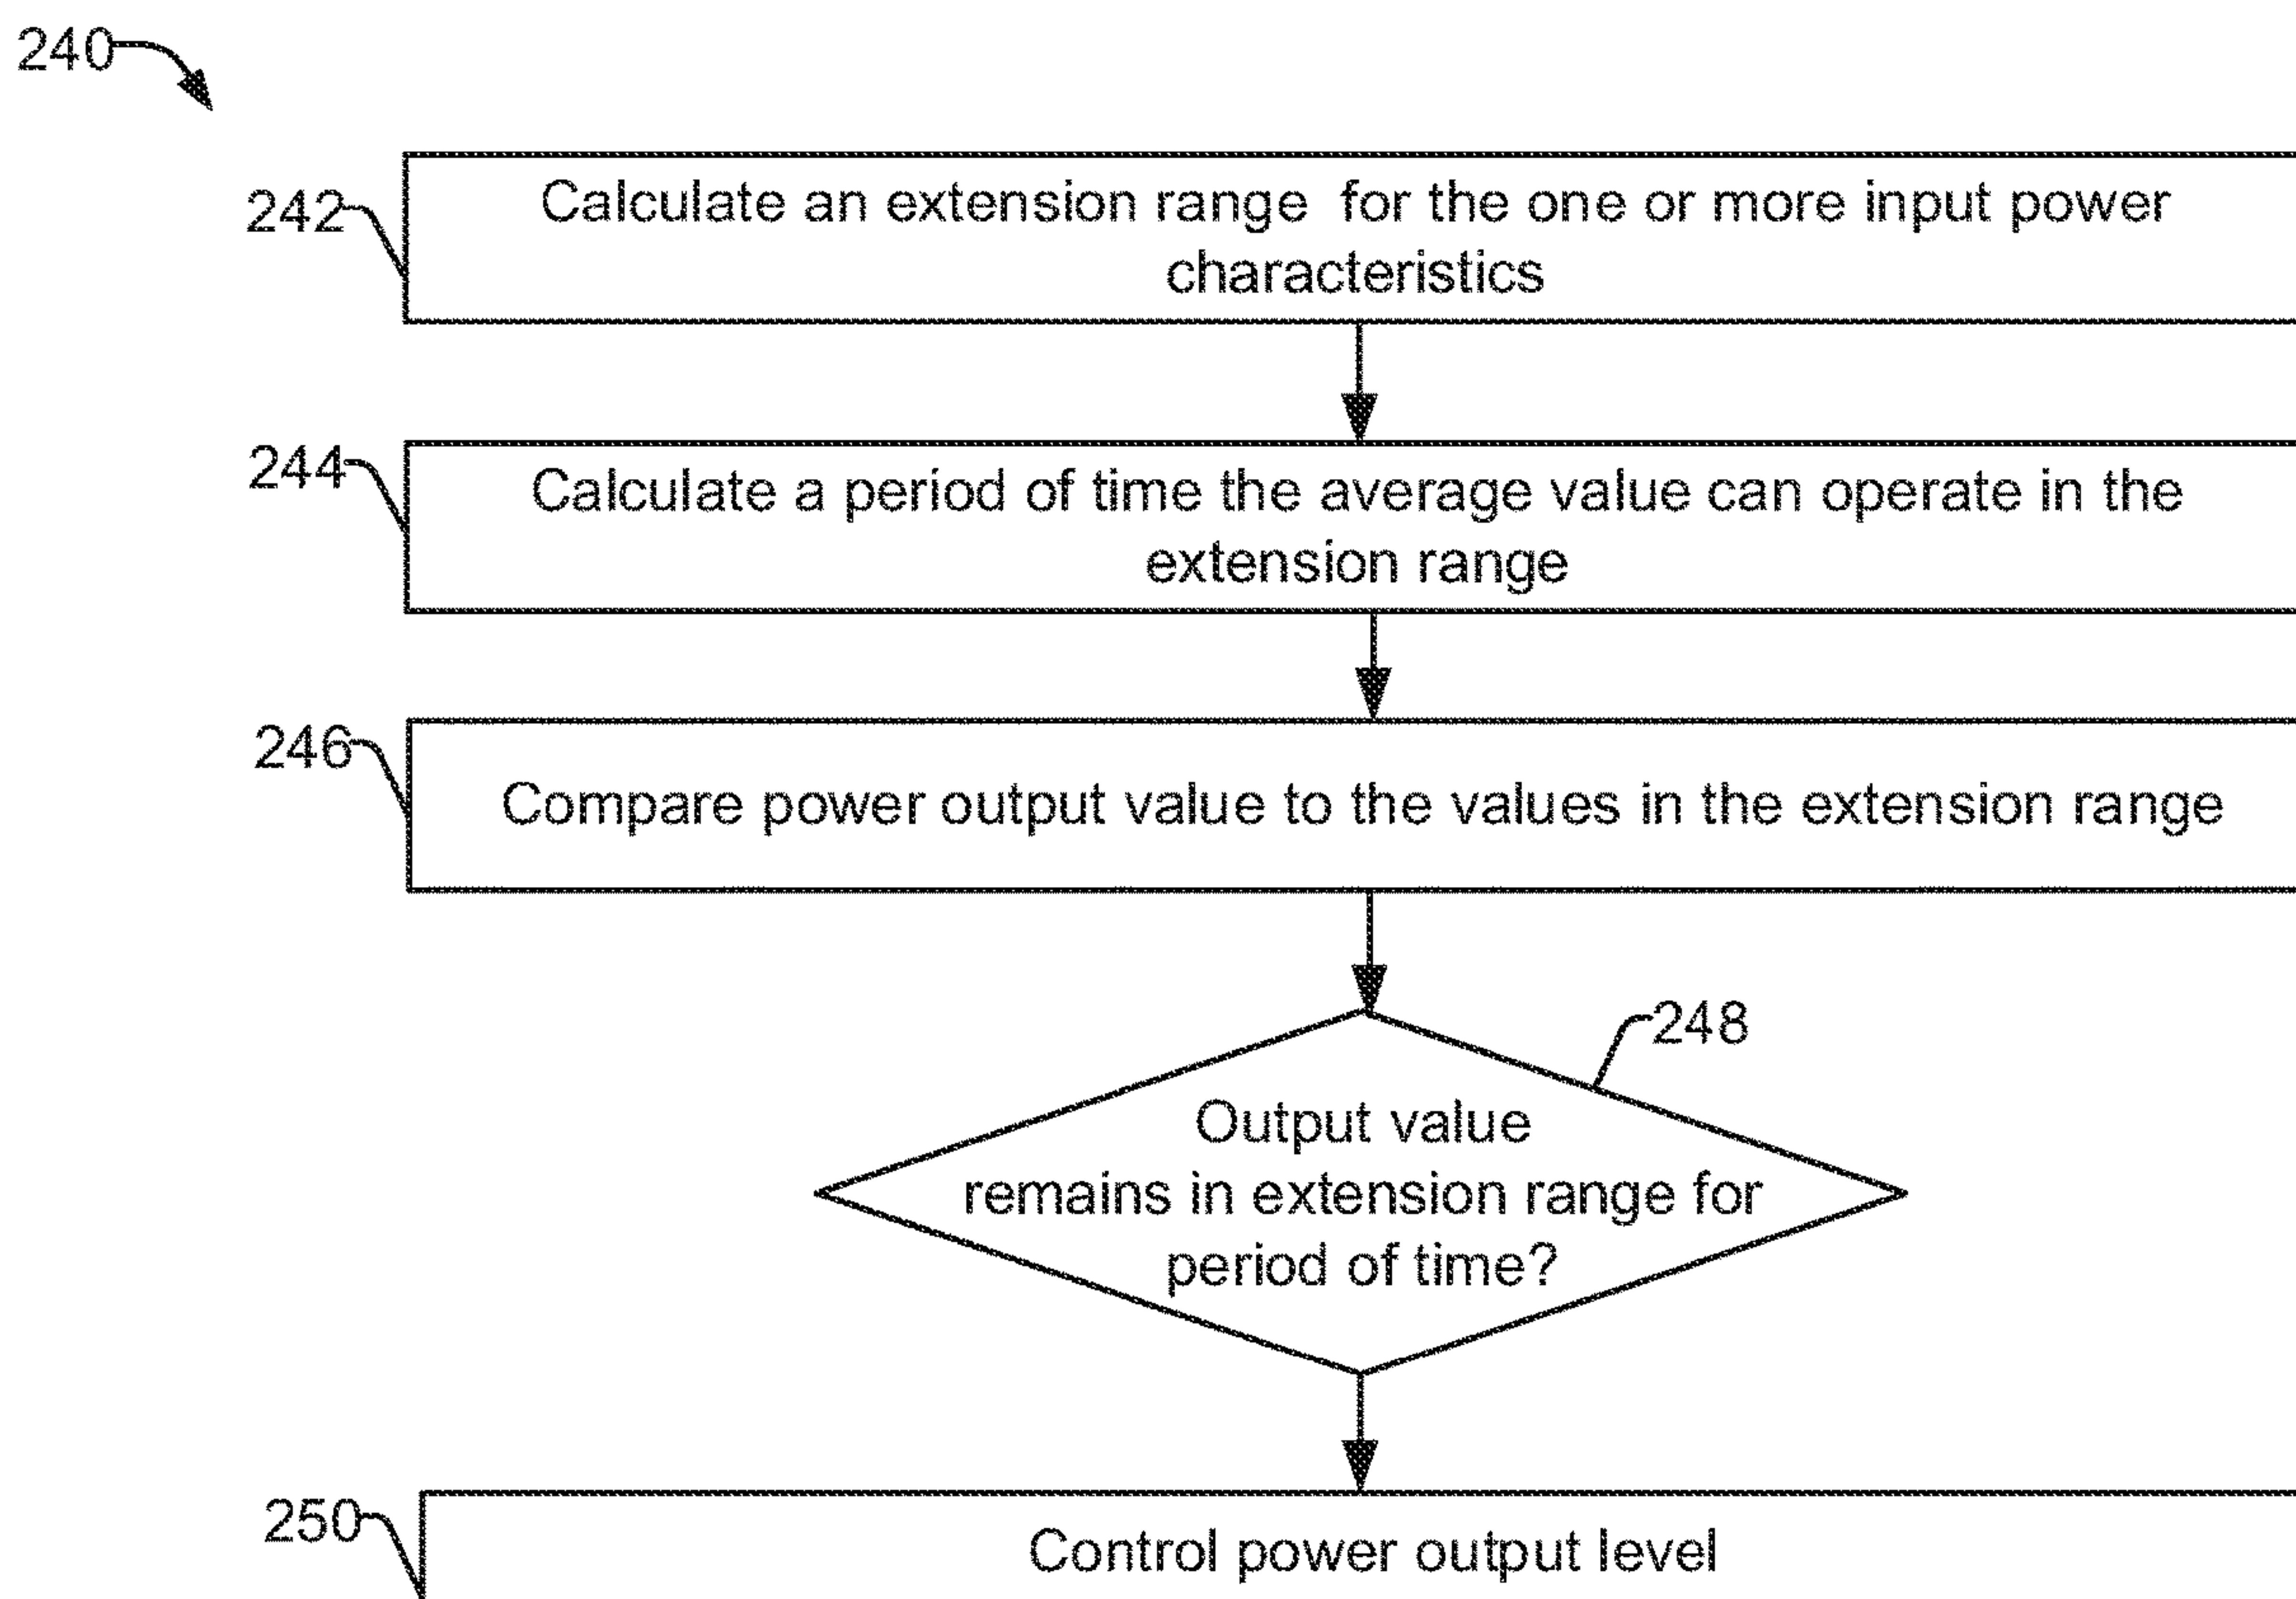 240
242
Calculate an extension range for the one or more input power
characteristics
244
Calculate a period of time the average value can operate in the
extension range
246
Compare power output value to the values in the extension range
248
Output value
remains in extension range for
period of time?
250
Control power output level